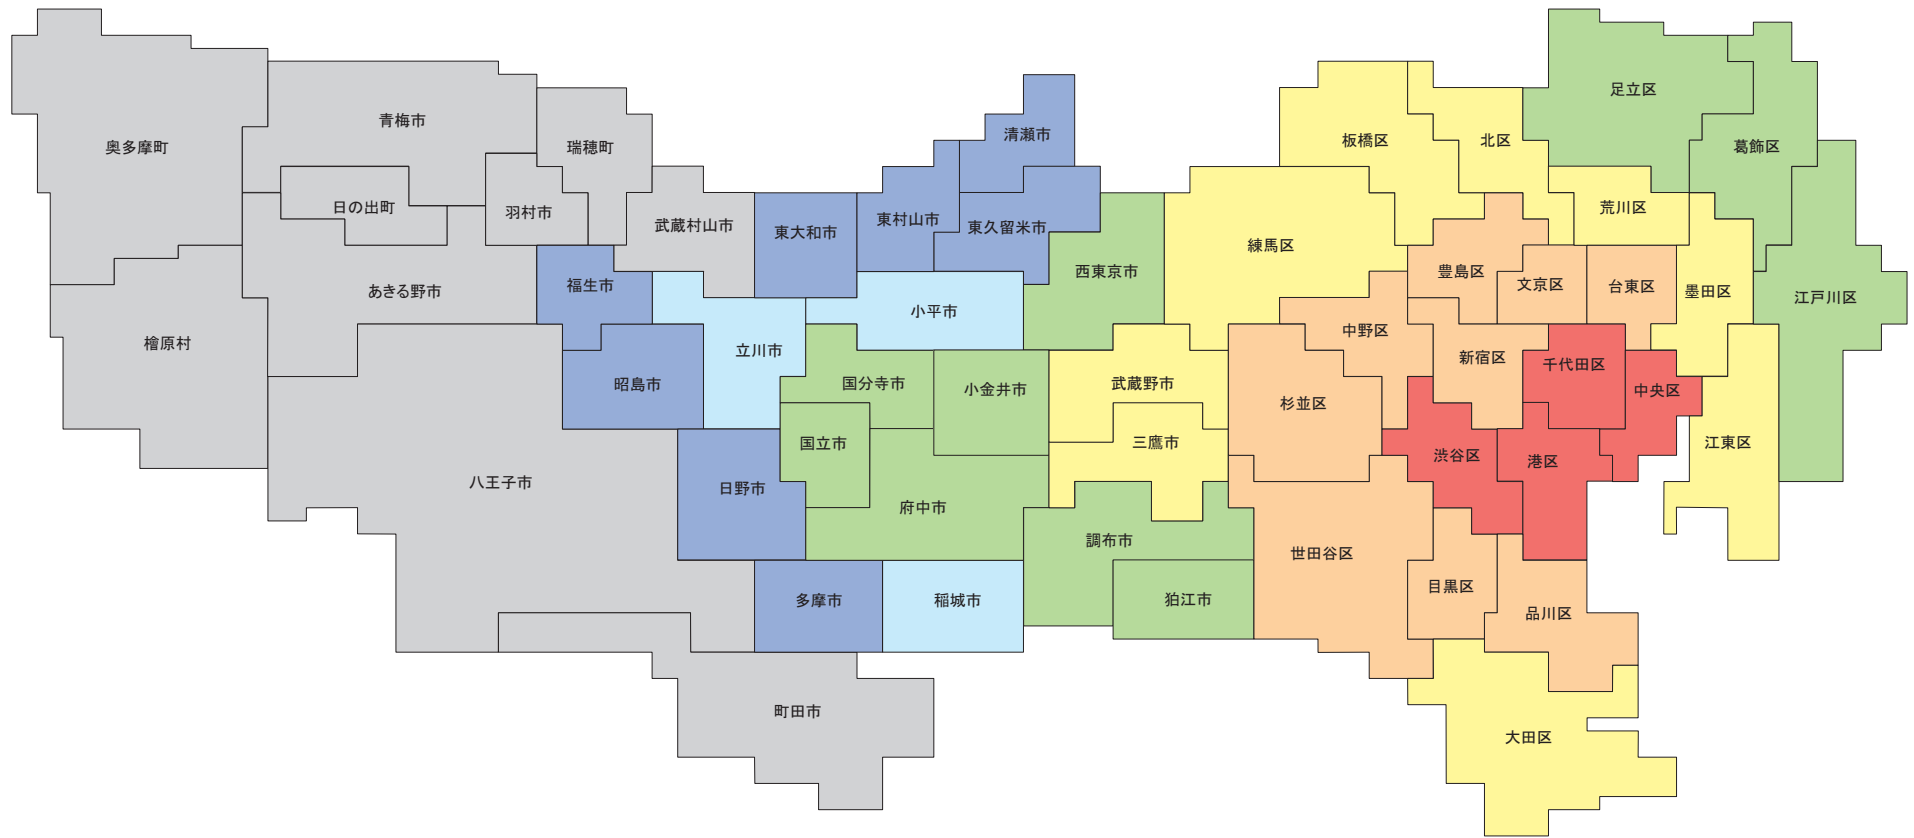 奥多摩町
青梅市
瑞穂町
日の出町
羽村市
武蔵村山市
あきる野市
檜原村
福生市
昭島市
八王子市
町田市
東大和市
東村山市
清瀬市
東久留米市
西東京市
小平市
立川市
国分寺市
小金井市
国立市
府中市
日野市
多摩市
稲城市
調布市
狛江市
武蔵野市
三鷹市
練馬区
板橋区
北区
足立区
葛飾区
荒川区
豊島区
文京区
台東区
墨田区
江戸川区
中野区
新宿区
千代田区
中央区
杉並区
渋谷区
港区
江東区
世田谷区
目黒区
品川区
大田区